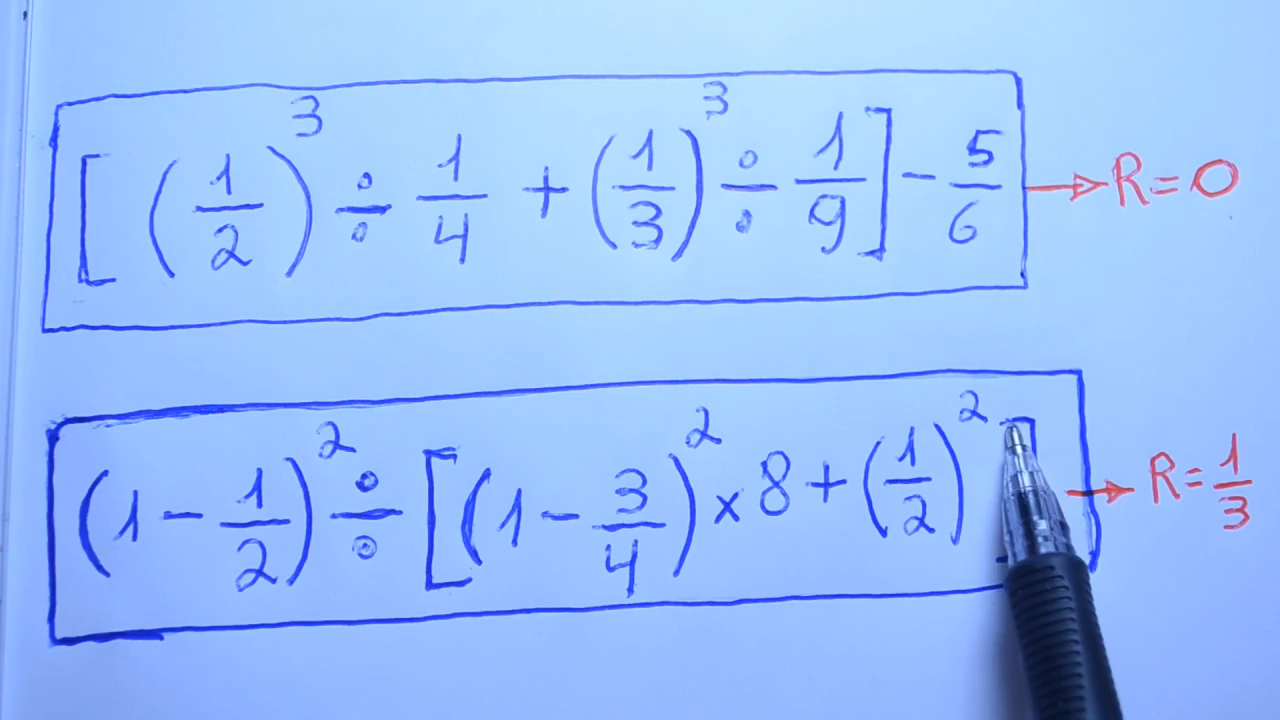 [(1/2)³ ÷ 1/4 + (1/3)³ ÷ 1/9] - 5/6 → R = 0
(1 - 1/2)² ÷ [(1 - 3/4)² × 8 + (1/2)²] → R = 1/3